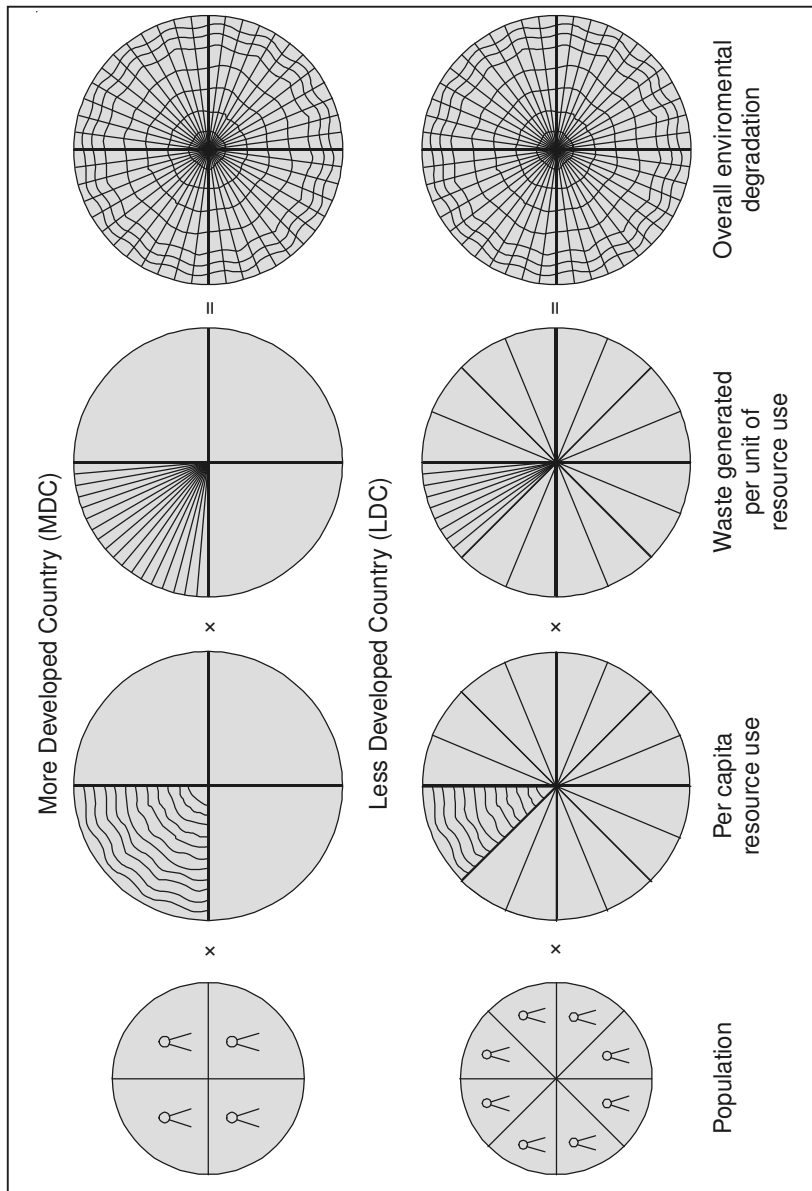 More Developed Country (MDC)
×
×
=
Less Developed Country (LDC)
×
×
=
Population
Per capita
resource use
Waste generated
per unit of
resource use
Overall enviromental
degradation